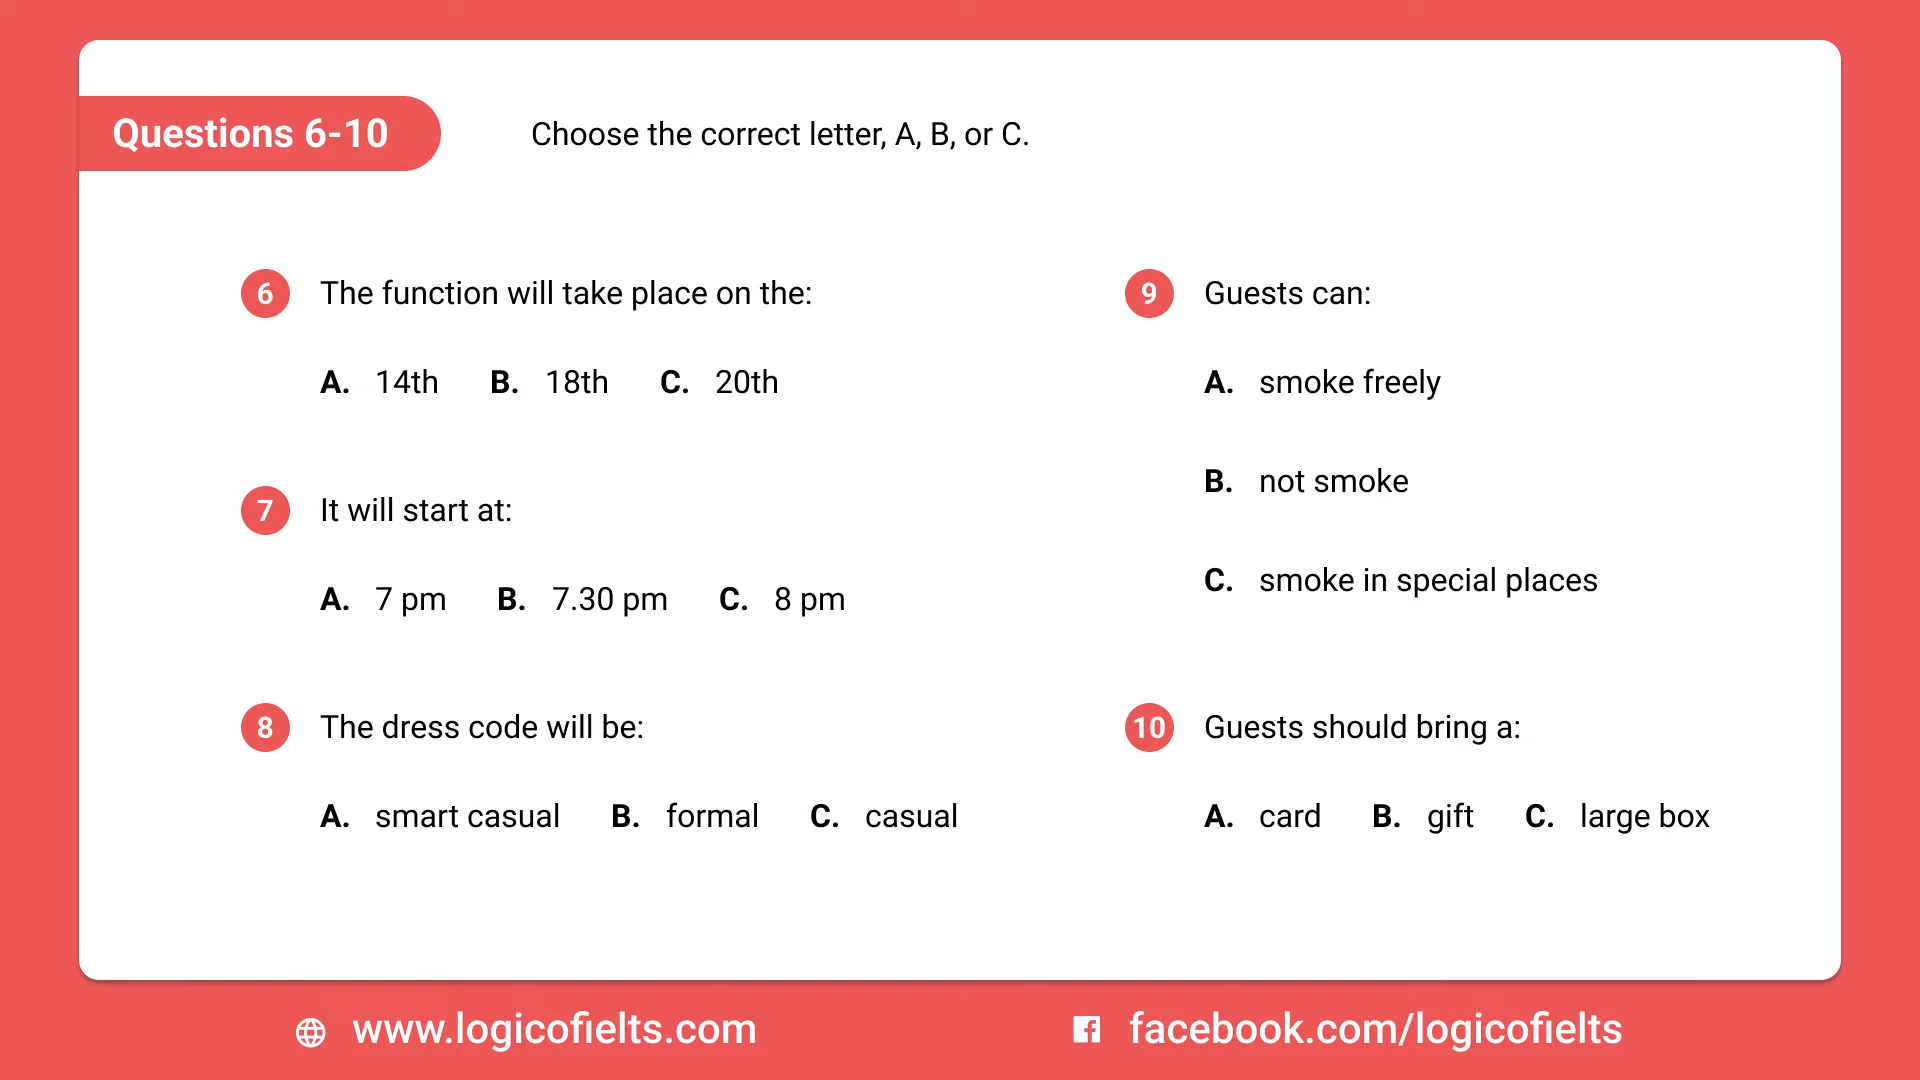 Questions 6-10
Choose the correct letter, A, B, or C.
6 The function will take place on the:
A. 14th B. 18th C. 20th
7 It will start at:
A. 7 pm B. 7.30 pm C. 8 pm
8 The dress code will be:
A. smart casual B. formal C. casual
9 Guests can:
A. smoke freely
B. not smoke
C. smoke in special places
10 Guests should bring a:
A. card B. gift C. large box
www.logicofielts.com
facebook.com/logicofielts